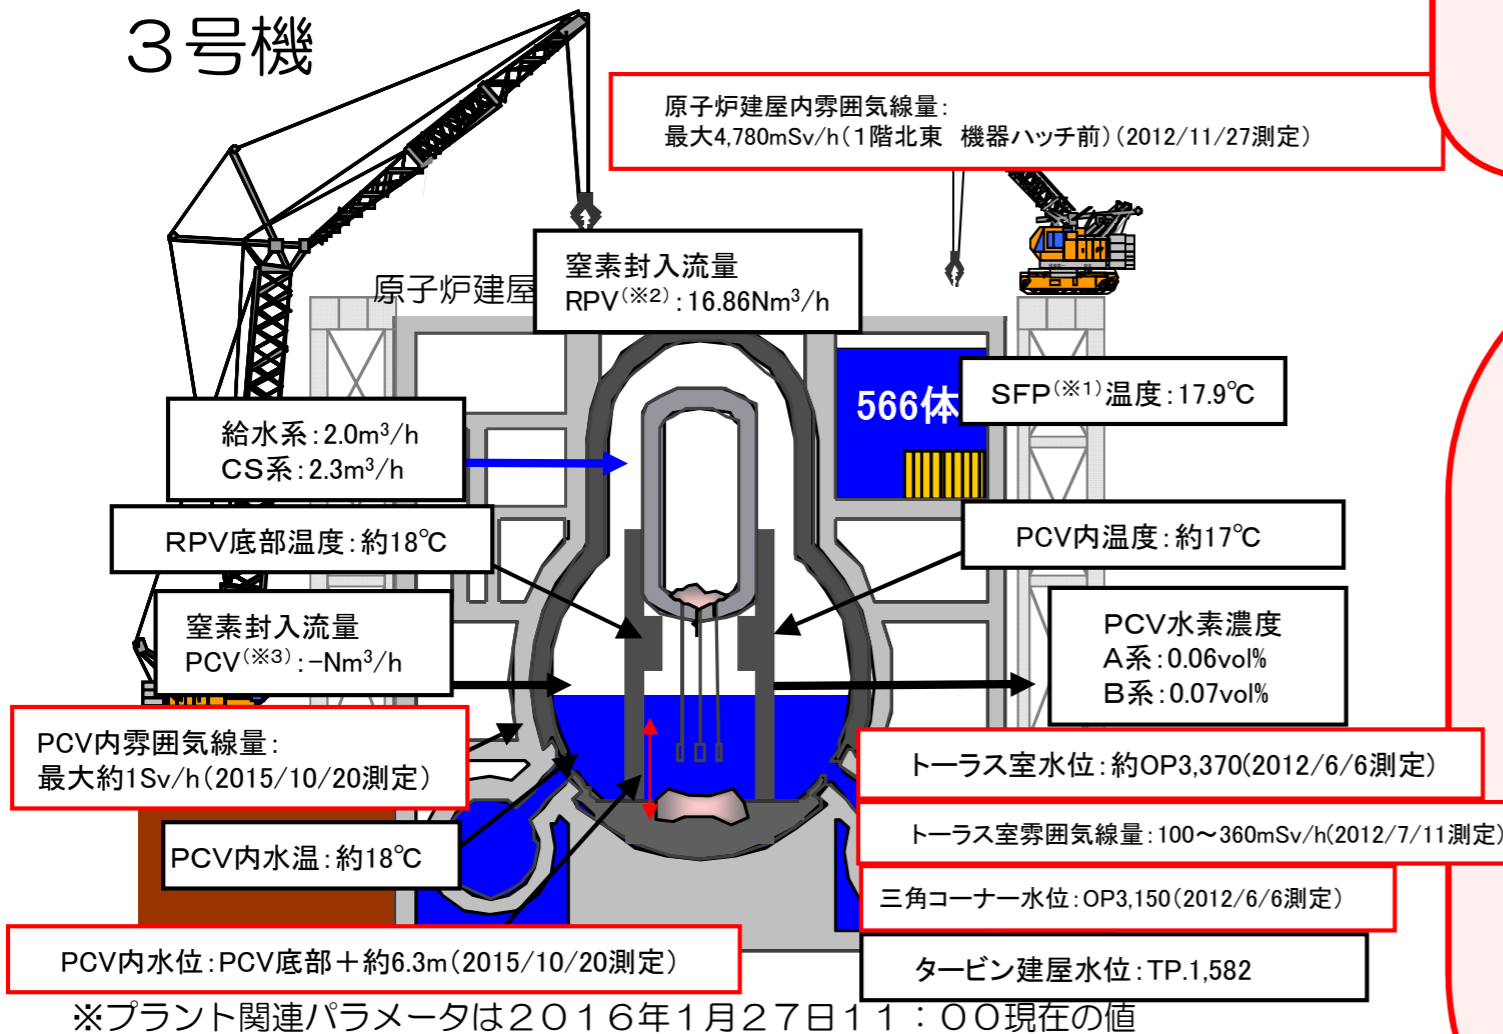 3号機
原子炉建屋内雰囲気線量:
最大4,780mSv/h(1階北東 機器ハッチ前)(2012/11/27測定)
原子炉建屋
窒素封入流量
RPV(※2):16.86Nm³/h
566体
SFP(※1)温度:17.9℃
給水系:2.0m³/h
CS系:2.3m³/h
RPV底部温度:約18℃
PCV内温度:約17℃
窒素封入流量
PCV(※3):-Nm³/h
PCV水素濃度
A系:0.06vol%
B系:0.07vol%
PCV内雰囲気線量:
最大約1Sv/h(2015/10/20測定)
トーラス室水位:約OP3,370(2012/6/6測定)
トーラス室雰囲気線量:100～360mSv/h(2012/7/11測定)
PCV内水温:約18℃
三角コーナー水位:OP3,150(2012/6/6測定)
PCV内水位:PCV底部+約6.3m(2015/10/20測定)
タービン建屋水位:TP.1,582
※プラント関連パラメータは2016年1月27日11:00現在の値